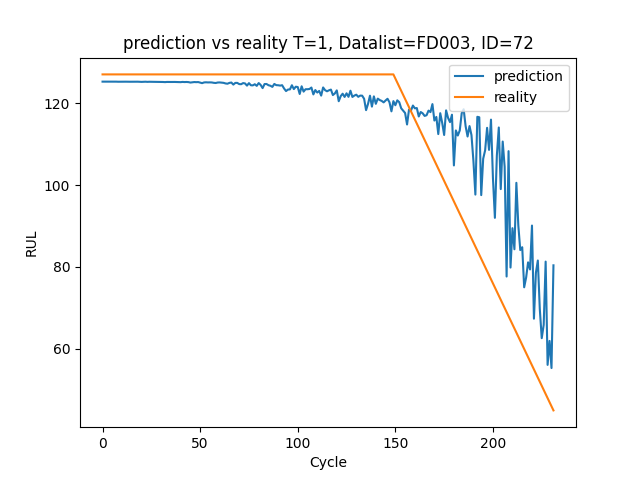 prediction vs reality T=1, Datalist=FD003, ID=72
prediction
reality
RUL
120
100
80
60
0
50
100
150
200
Cycle